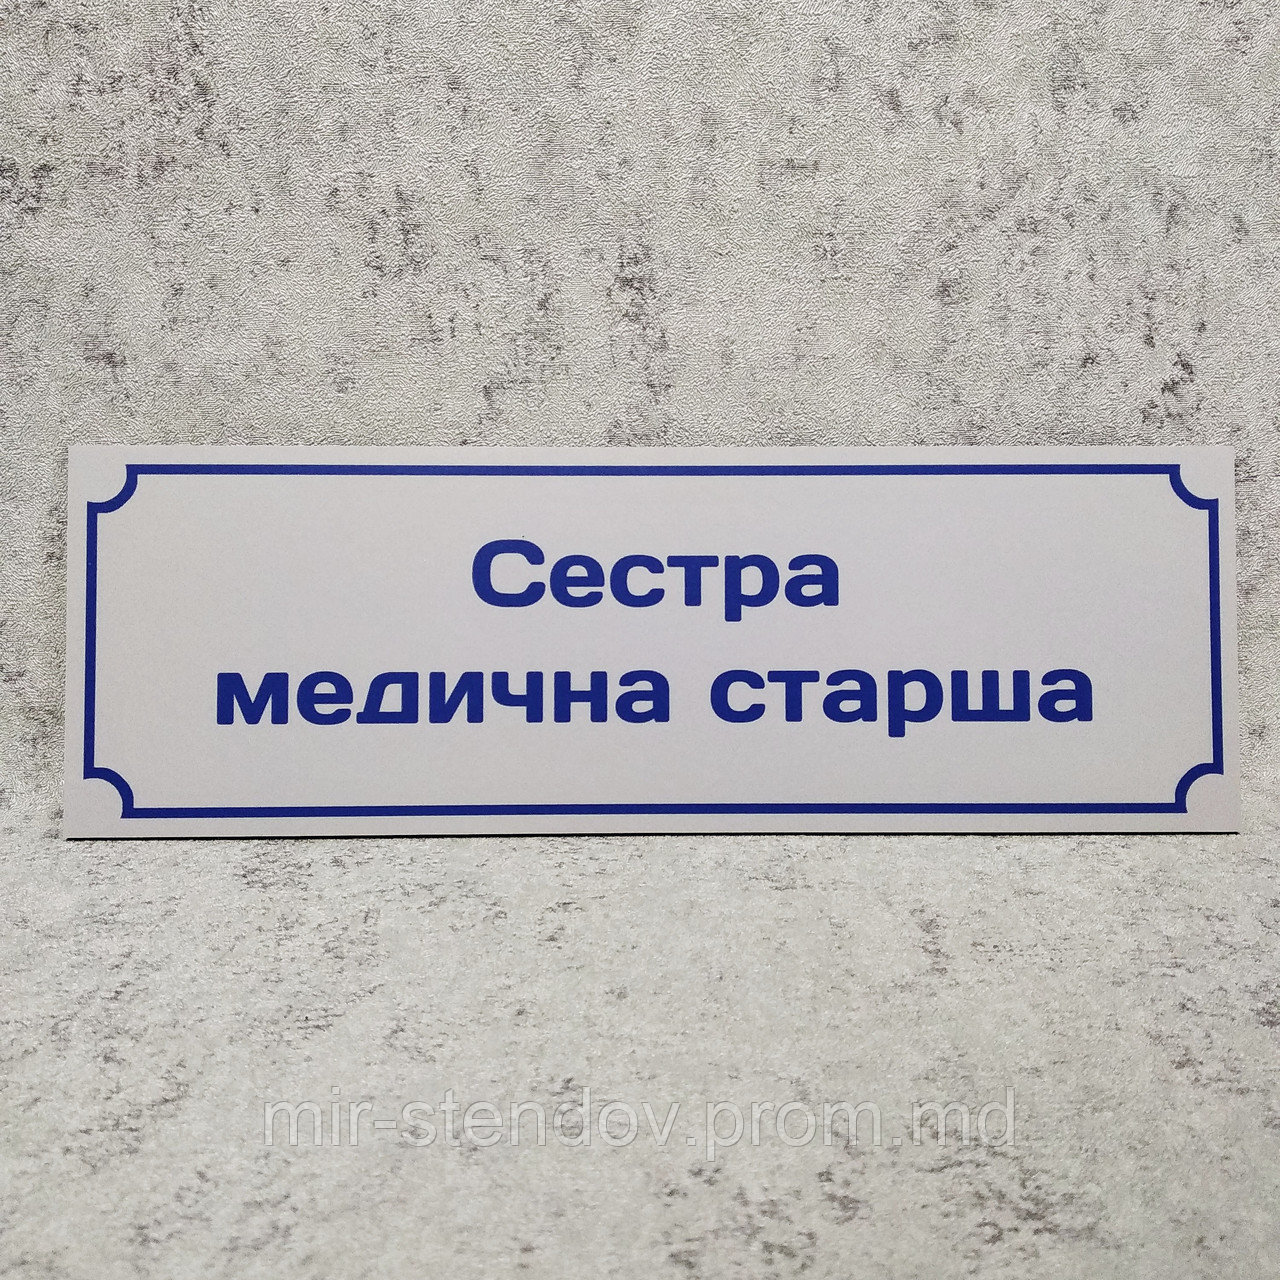 Сестра
медична старша
mir-stendov.prom.md